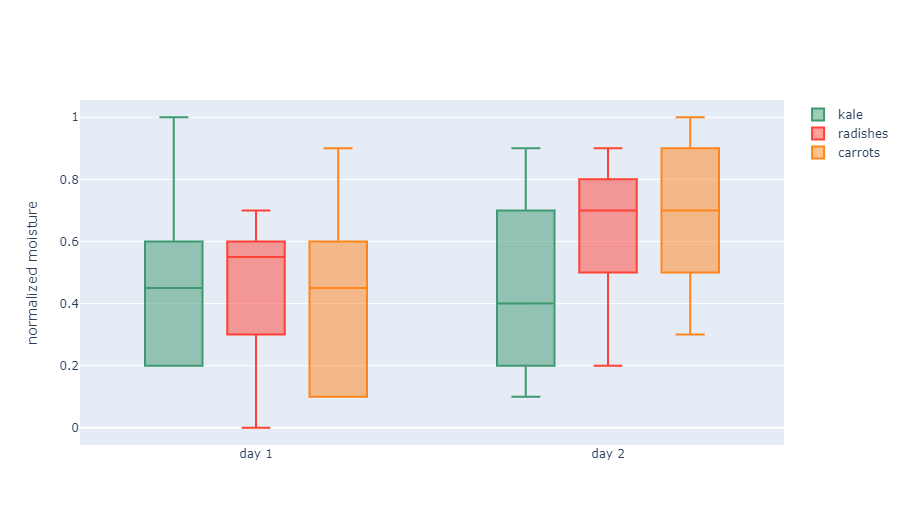 kale
radishes
carrots
normalized moisture
1
0.8
0.6
0.4
0.2
0
day 1
day 2